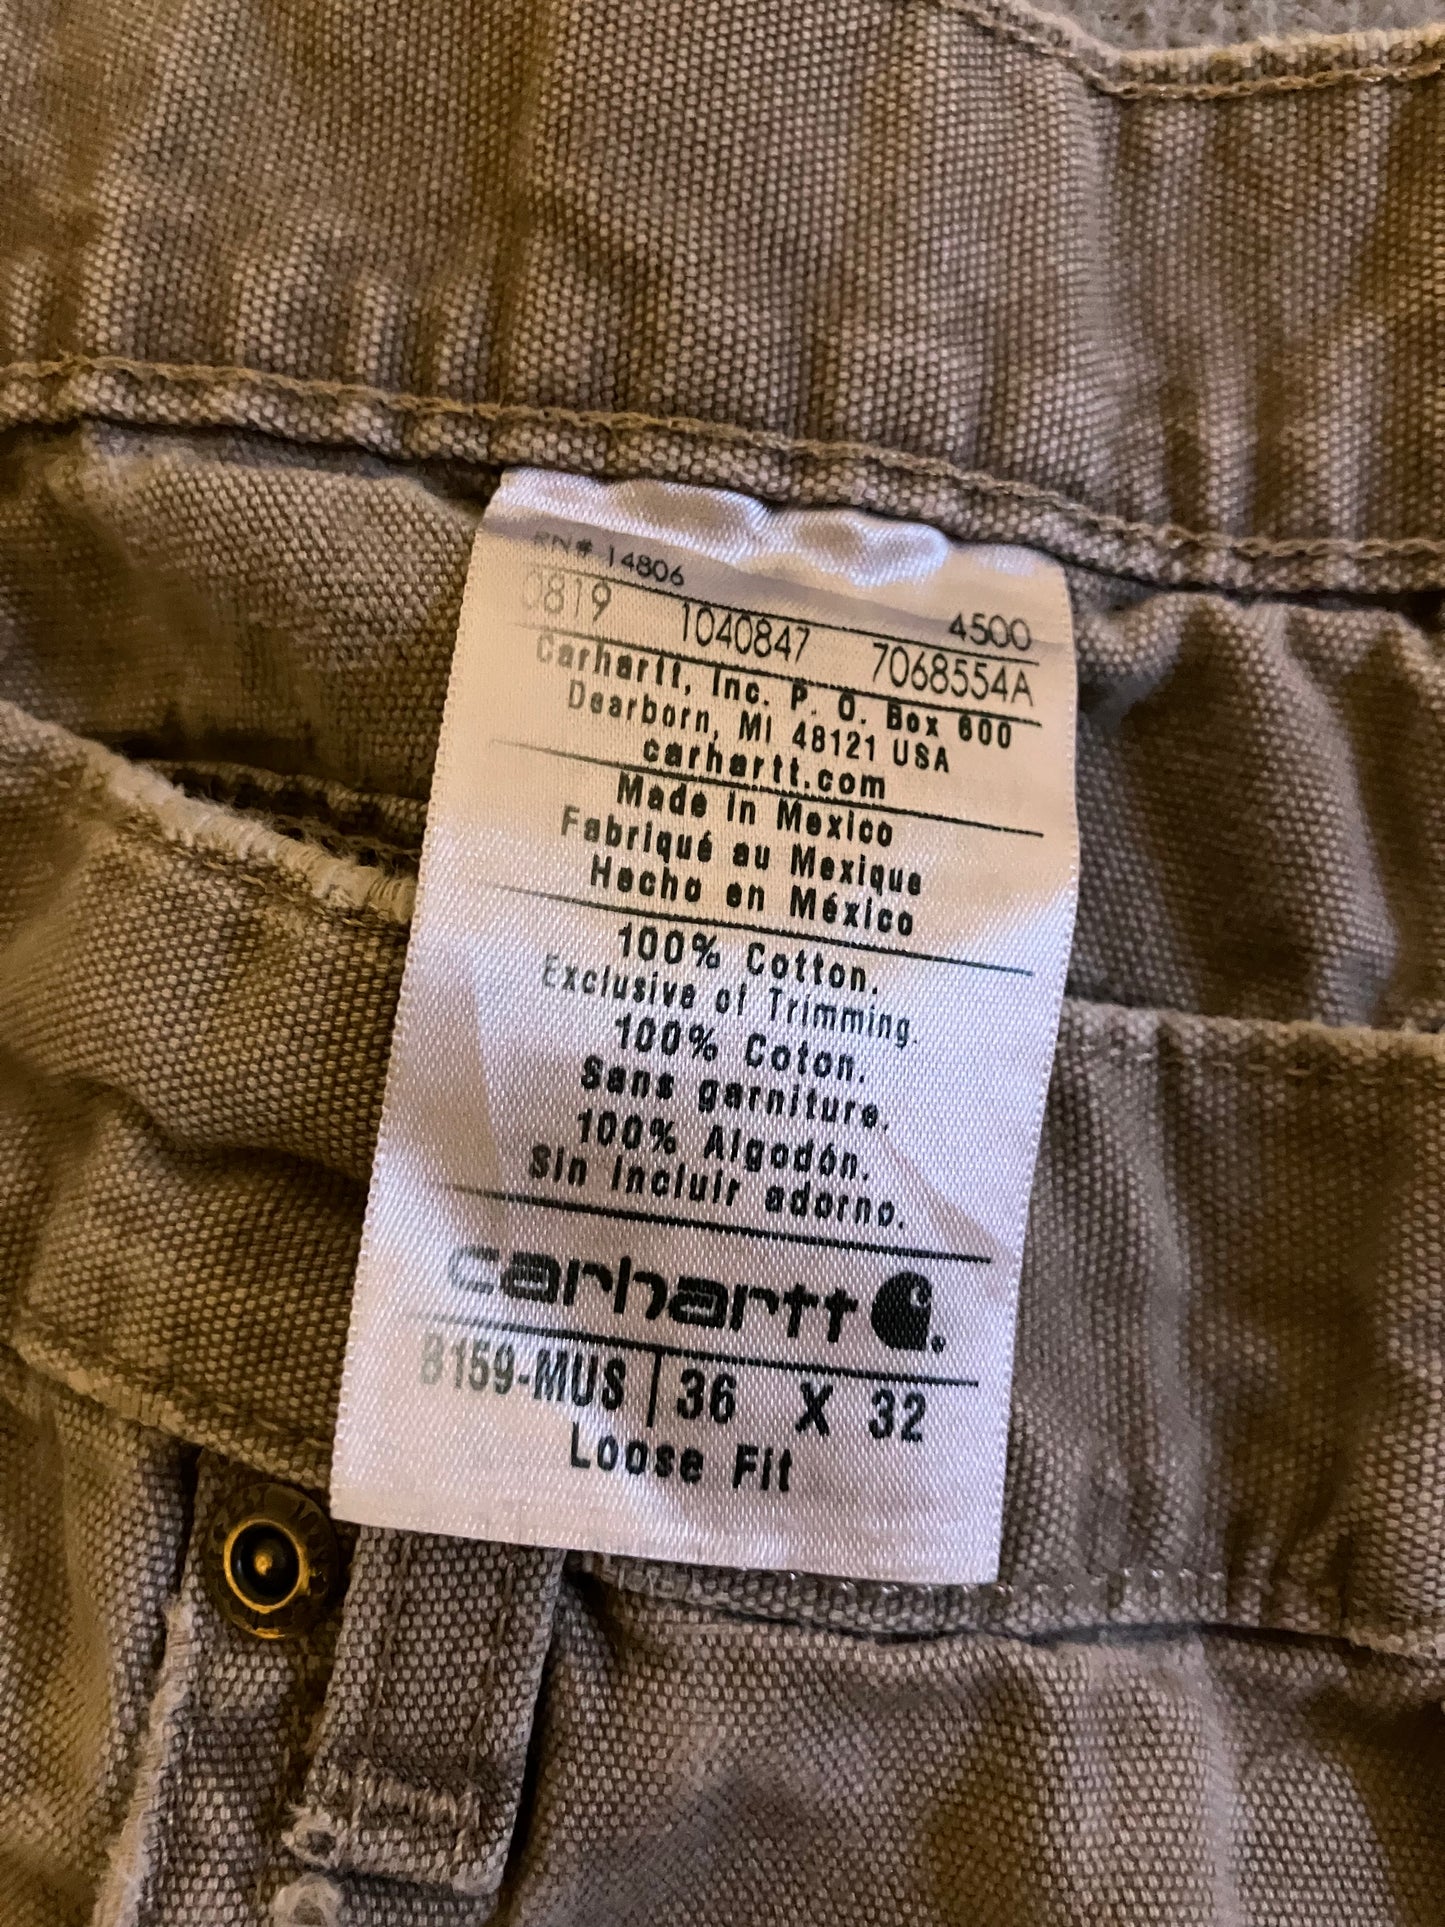 RN# 14806
4500
0819 1040847 7068554A
Carhartt, Inc. P. O. Box 600
Dearborn, MI 48121 USA
carhartt.com
Made in Mexico
Fabriqué au Mexique
Hecho en México
100% Cotton.
Exclusive of Trimming.
100% Coton.
Sans garniture.
100% Algodón.
Sin incluir adorno.
carhartt
B159-MUS | 36 X 32
Loose Fit